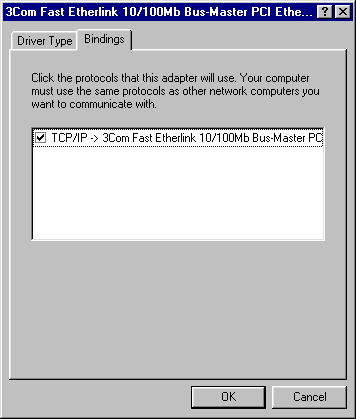 3Com Fast Etherlink 10/100Mb Bus-Master PCI Ethe... ? ×
Driver Type Bindings
Click the protocols that this adapter will use. Your computer
must use the same protocols as other network computers you
want to communicate with.
TCP/IP -> 3Com Fast Etherlink 10/100Mb Bus-Master PC
OK Cancel